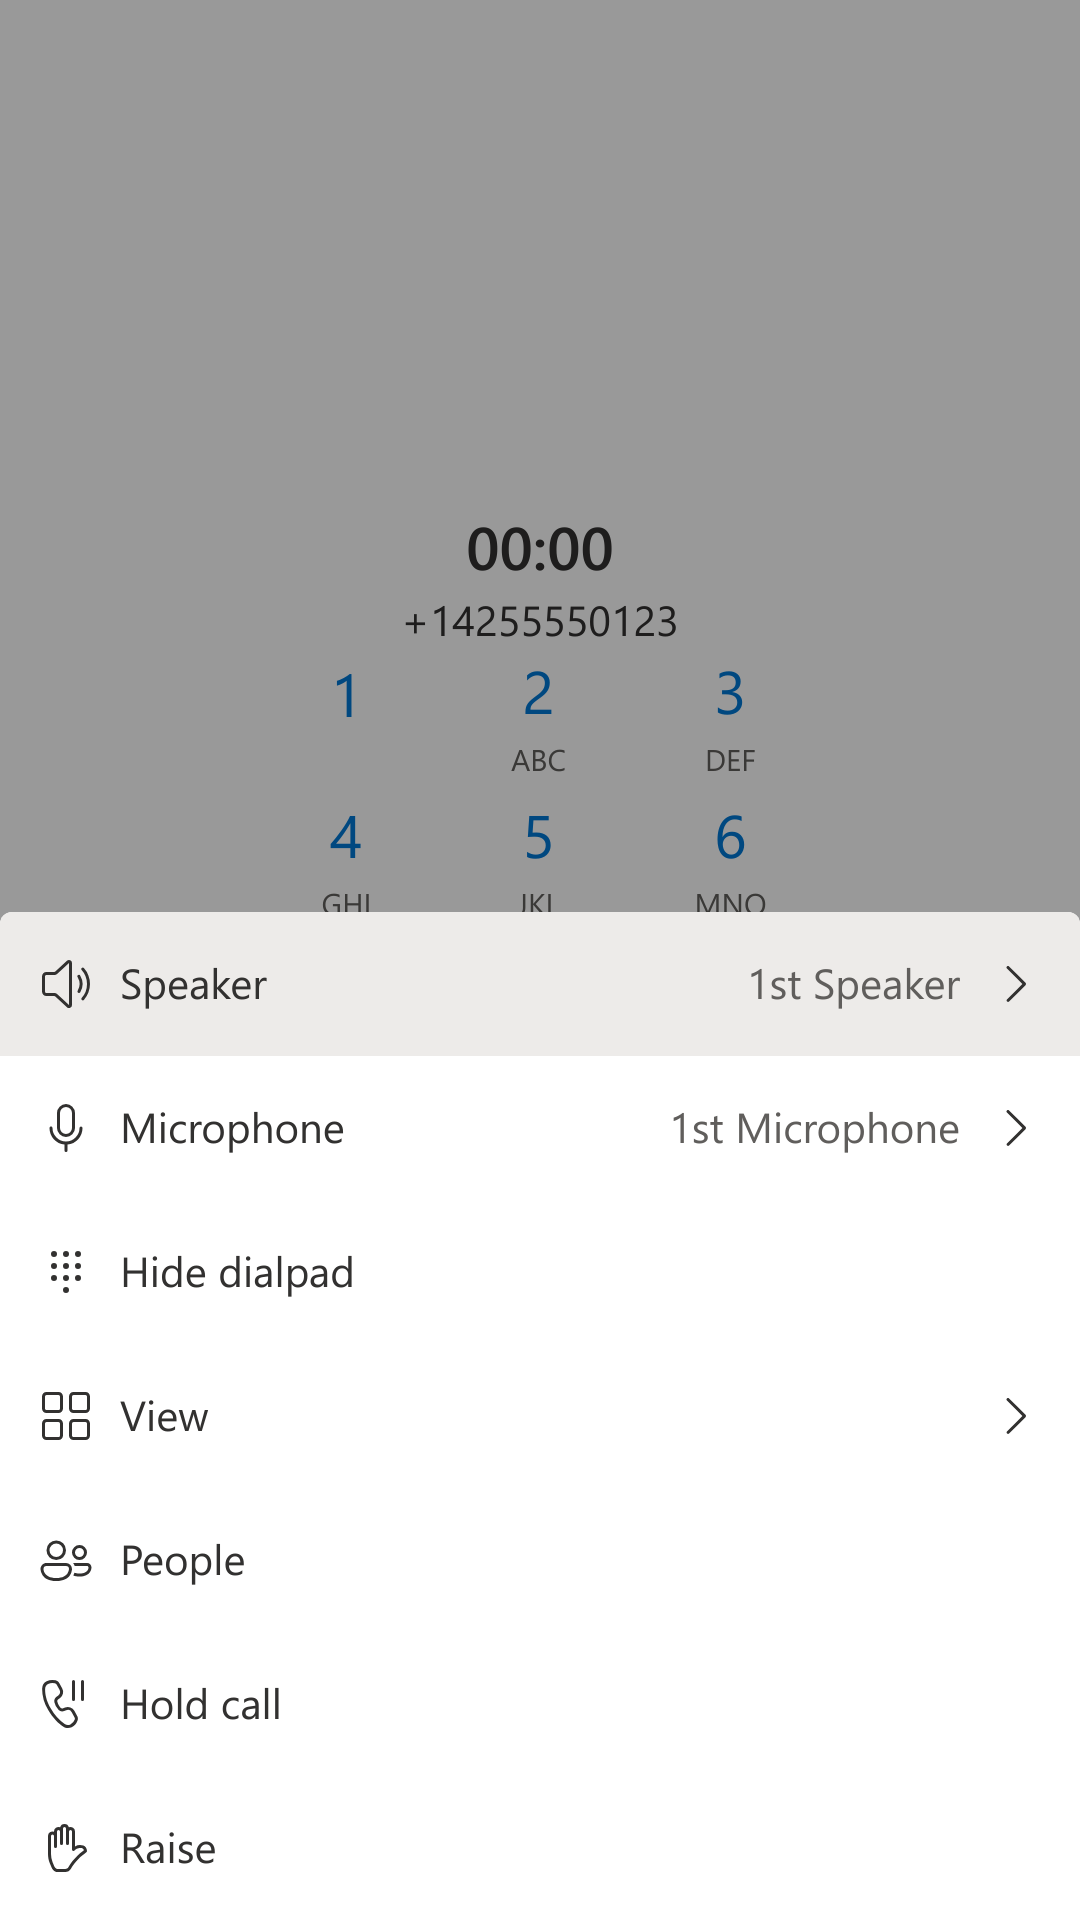 00:00
+14255550123
1 2 3
ABC DEF
4 5 6
GHI JKL MNO
Speaker 1st Speaker
Microphone 1st Microphone
Hide dialpad
View
People
Hold call
Raise